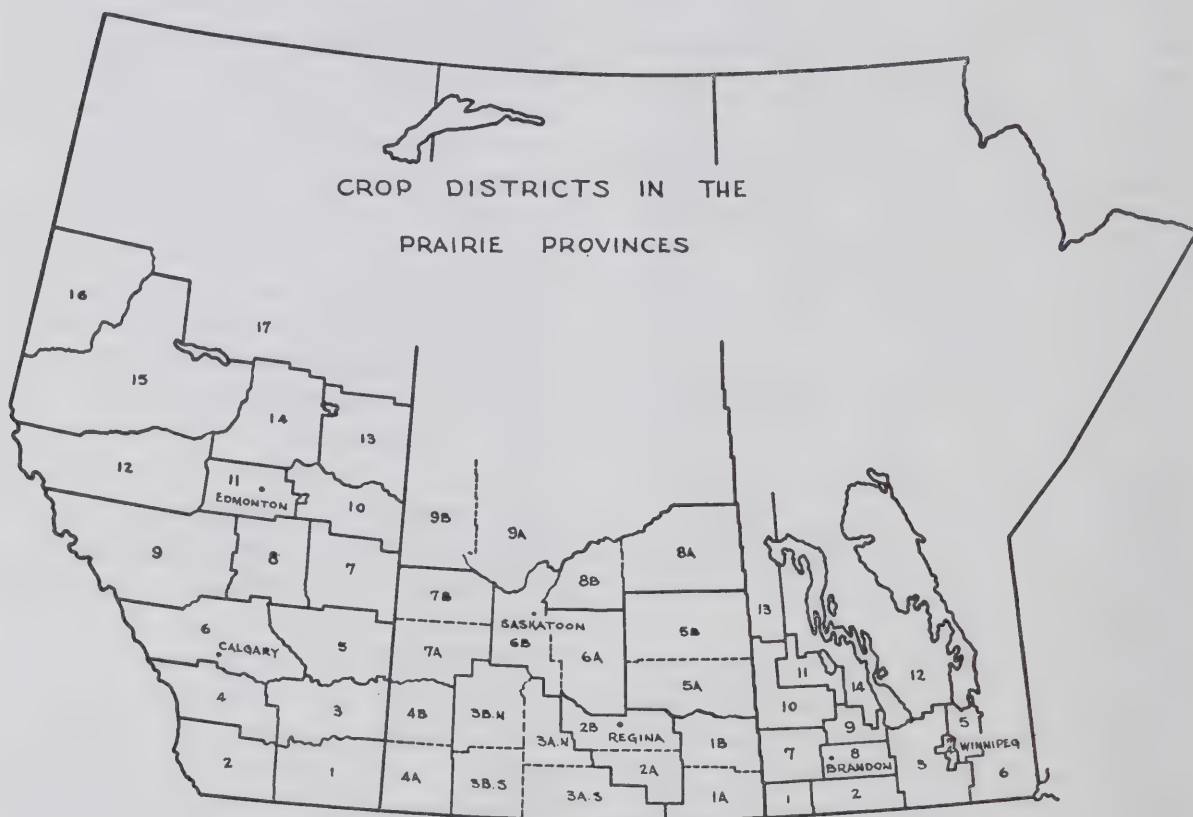 CROP DISTRICTS IN THE
PRAIRIE PROVINCES
16
17
15
14
13
12
11
EDMONTON
10
9
8
7
6
CALGARY
5
4
3
2
1
9B
9A
8B
8A
7B
SASKATOON
6B
6A
5B
7A
5A
4B
3B.N
3A.N
2B
REGINA
1B
4A
3B.S
3A.S
2A
1A
13
11
14
12
10
9
5
4
WINNIPEG
7
8
BRANDON
3
6
1
2